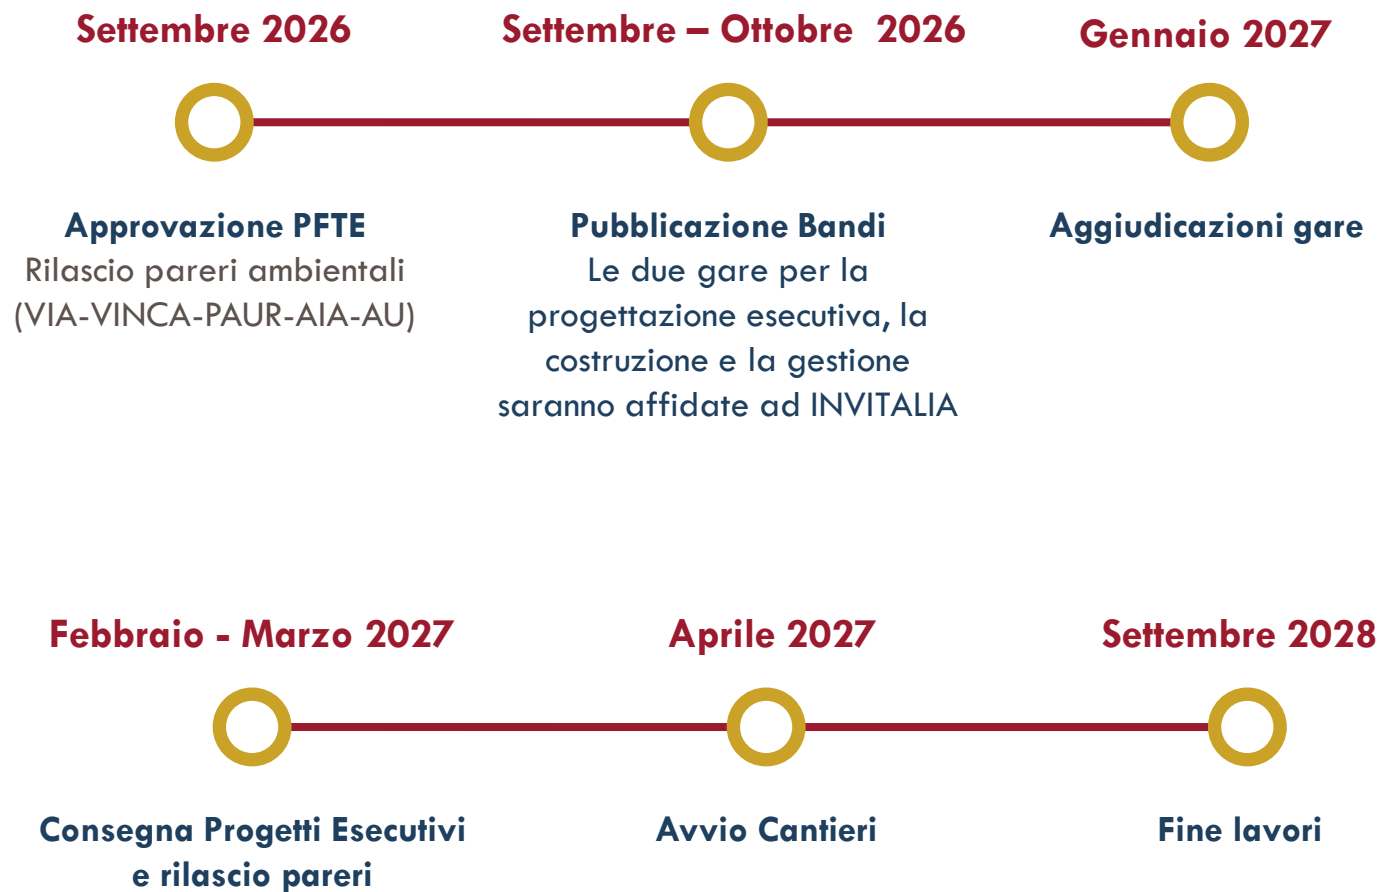 Settembre 2026
Settembre – Ottobre 2026
Gennaio 2027
Approvazione PFTE
Rilascio pareri ambientali
(VIA-VINCA-PAUR-AIA-AU)
Pubblicazione Bandi
Le due gare per la
progettazione esecutiva, la
costruzione e la gestione
saranno affidate ad INVITALIA
Aggiudicazioni gare
Febbraio - Marzo 2027
Aprile 2027
Settembre 2028
Consegna Progetti Esecutivi
e rilascio pareri
Avvio Cantieri
Fine lavori